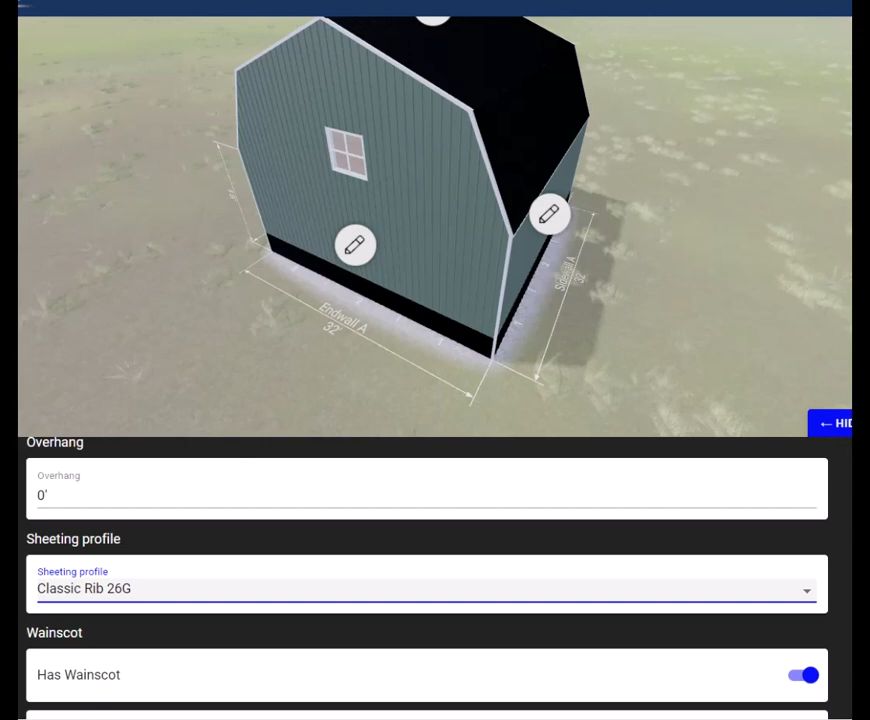 Endwall A
32'
Sidewall A
32'
← HID
Overhang
Overhang
0'
Sheeting profile
Sheeting profile
Classic Rib 26G
Wainscot
Has Wainscot